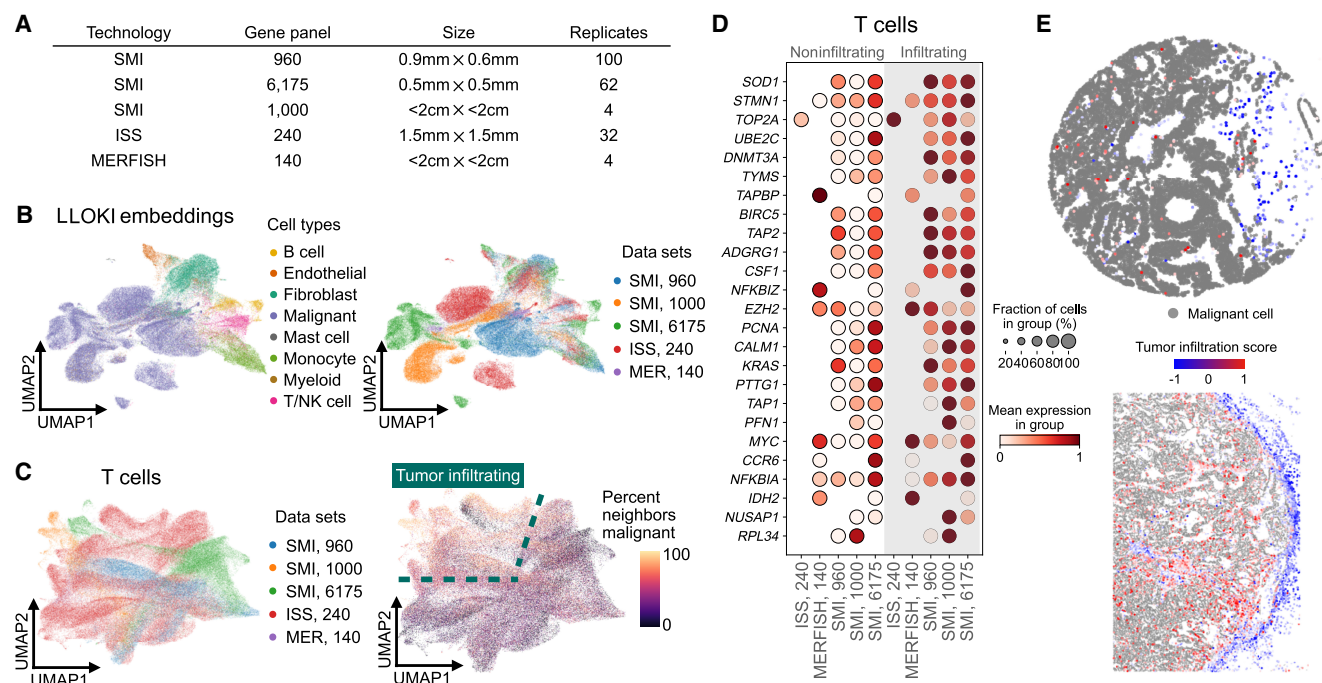 A
Technology Gene panel Size Replicates
SMI 960 0.9mm × 0.6mm 100
SMI 6,175 0.5mm × 0.5mm 62
SMI 1,000 <2cm × <2cm 4
ISS 240 1.5mm × 1.5mm 32
MERFISH 140 <2cm × <2cm 4
B
LLOKI embeddings
Cell types
B cell
Endothelial
Fibroblast
Malignant
Mast cell
Monocyte
Myeloid
T/NK cell
UMAP2
UMAP1
Data sets
SMI, 960
SMI, 1000
SMI, 6175
ISS, 240
MER, 140
UMAP2
UMAP1
C
T cells
Data sets
SMI, 960
SMI, 1000
SMI, 6175
ISS, 240
MER, 140
UMAP2
UMAP1
Tumor infiltrating
Percent
neighbors
malignant
100
0
UMAP2
UMAP1
D
T cells
Noninfiltrating Infiltrating
SOD1
STMN1
TOP2A
UBE2C
DNMT3A
TYMS
TAPBP
BIRC5
TAP2
ADGRG1
CSF1
NFKBIZ
EZH2
PCNA
CALM1
KRAS
PTTG1
TAP1
PFN1
MYC
CCR6
NFKBIA
IDH2
NUSAP1
RPL34
ISS, 240
MERFISH, 140
SMI, 960
SMI, 1000
SMI, 6175
ISS, 240
MERFISH, 140
SMI, 960
SMI, 1000
SMI, 6175
Fraction of cells
in group (%)
20 40 60 80 100
Mean expression
in group
0 1
E
Malignant cell
Tumor infiltration score
-1 0 1